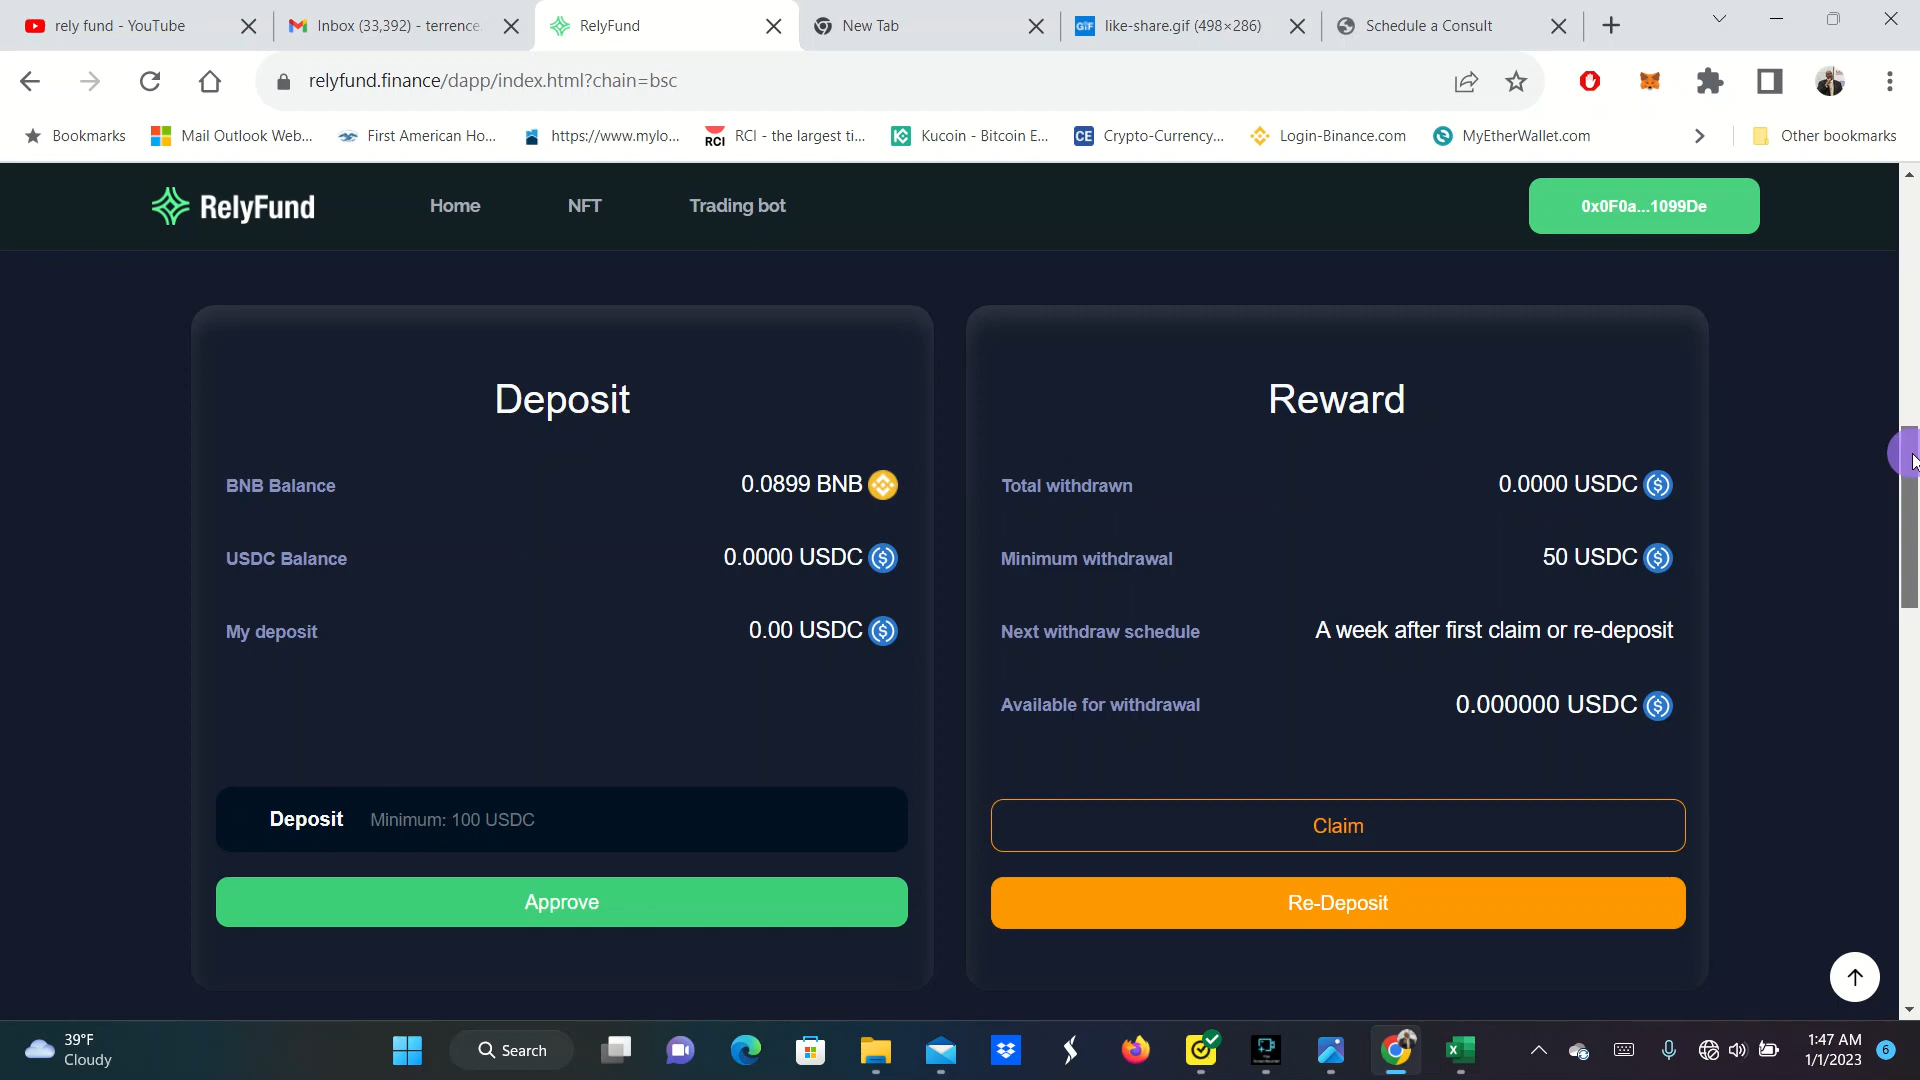 rely fund - YouTube
Inbox (33,392) - terrence.
RelyFund
New Tab
GIF
like-share.gif (498×286)
Schedule a Consult
relyfund.finance/dapp/index.html?chain=bsc
Bookmarks
Mail Outlook Web...
First American Ho...
https://www.mylo...
RCI
RCI - the largest ti...
Kucoin - Bitcoin E...
CE
Crypto-Currency...
Login-Binance.com
MyEtherWallet.com
Other bookmarks
RelyFund
Home
NFT
Trading bot
0x0F0a...1099De
Deposit
BNB Balance
0.0899 BNB
USDC Balance
0.0000 USDC
My deposit
0.00 USDC
Deposit
Minimum: 100 USDC
Approve
Reward
Total withdrawn
0.0000 USDC
Minimum withdrawal
50 USDC
Next withdraw schedule
A week after first claim or re-deposit
Available for withdrawal
0.000000 USDC
Claim
Re-Deposit
39°F
Cloudy
Search
1:47 AM
1/1/2023
6